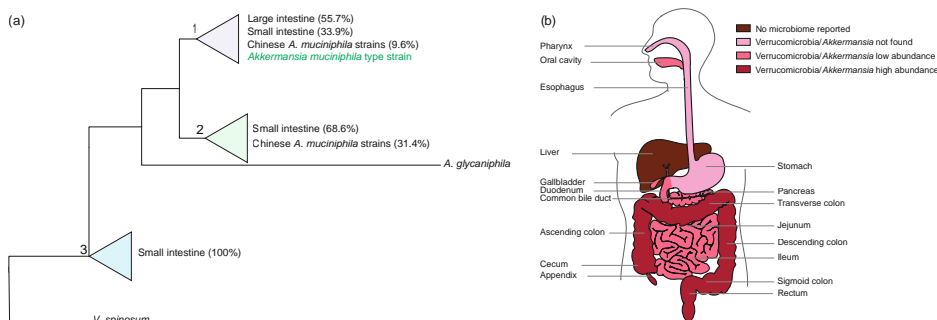 (a)
1
Large intestine (55.7%)
Small intestine (33.9%)
Chinese A. muciniphila strains (9.6%)
Akkermansia muciniphila type strain
2
Small intestine (68.6%)
Chinese A. muciniphila strains (31.4%)
A. glycaniphila
3
Small intestine (100%)
V. spinosum
(b)
No microbiome reported
Verrucomicrobia/Akkermansia not found
Verrucomicrobia/Akkermansia low abundance
Verrucomicrobia/Akkermansia high abundance
Pharynx
Oral cavity
Esophagus
Liver
Gallbladder
Duodenum
Common bile duct
Ascending colon
Cecum
Appendix
Stomach
Pancreas
Transverse colon
Jejunum
Descending colon
Ileum
Sigmoid colon
Rectum